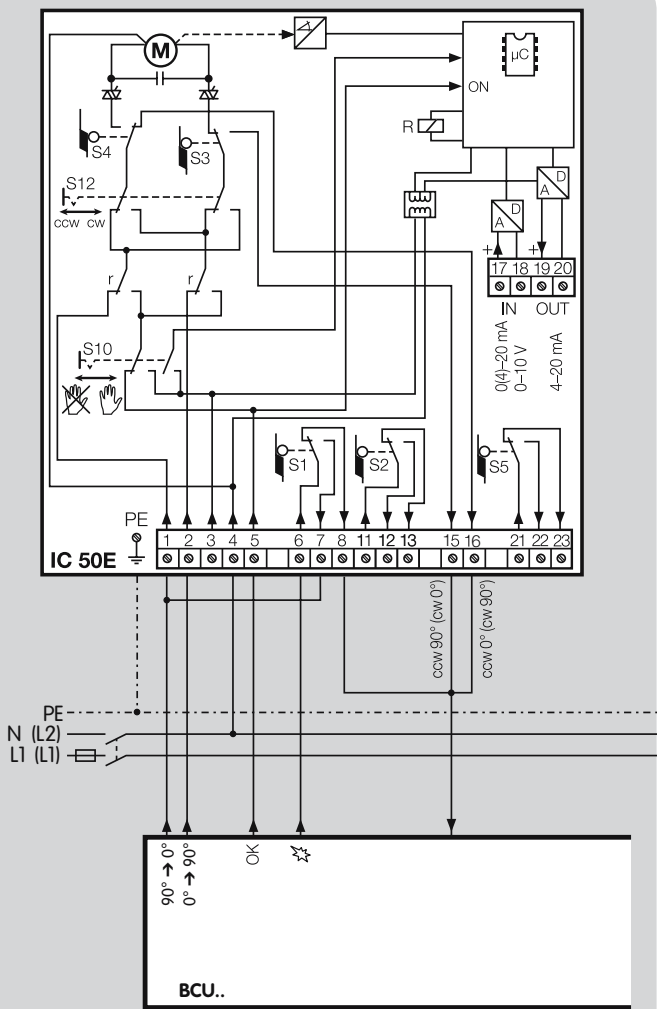 M
µC
ON
R
S4
S3
S12
ccw cw
D
A
D
A
+
+
17 18 19 20
IN OUT
0(4)–20 mA
0–10 V
4–20 mA
r
r
S10
S1
S2
S5
PE
1 2 3 4 5 6 7 8 11 12 13 15 16 21 22 23
IC 50E
ccw 90° (cw 0°)
ccw 0° (cw 90°)
PE
N (L2)
L1 (L1)
90° → 0°
0° → 90°
OK
BCU..